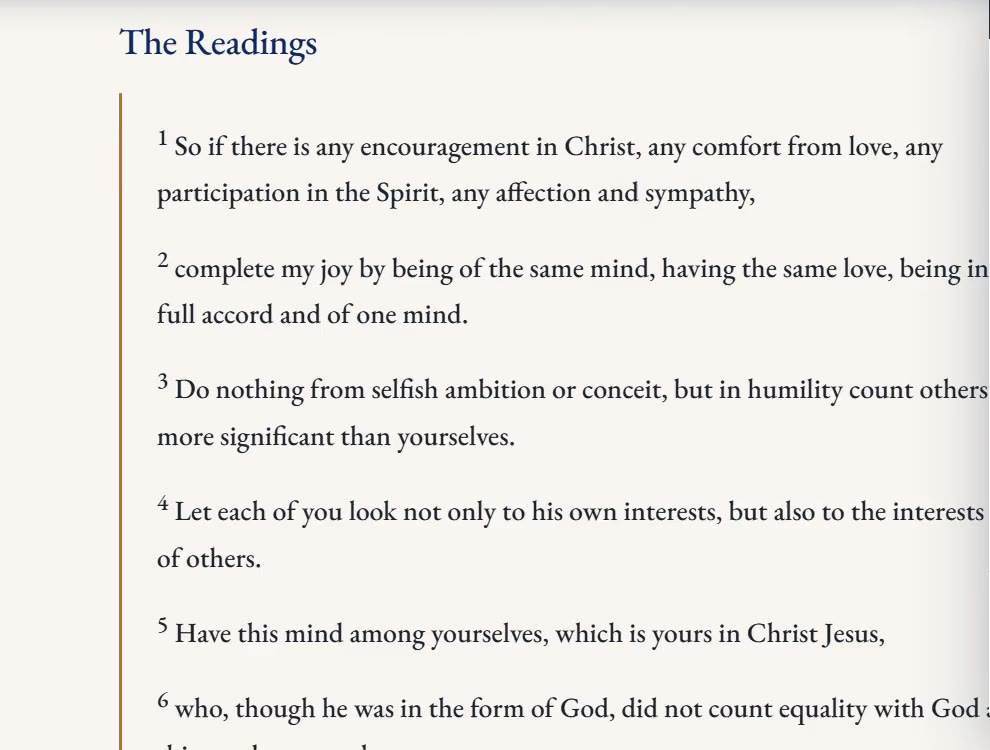 The Readings
1 So if there is any encouragement in Christ, any comfort from love, any
participation in the Spirit, any affection and sympathy,
2 complete my joy by being of the same mind, having the same love, being in
full accord and of one mind.
3 Do nothing from selfish ambition or conceit, but in humility count others
more significant than yourselves.
4 Let each of you look not only to his own interests, but also to the interests
of others.
5 Have this mind among yourselves, which is yours in Christ Jesus,
6 who, though he was in the form of God, did not count equality with God